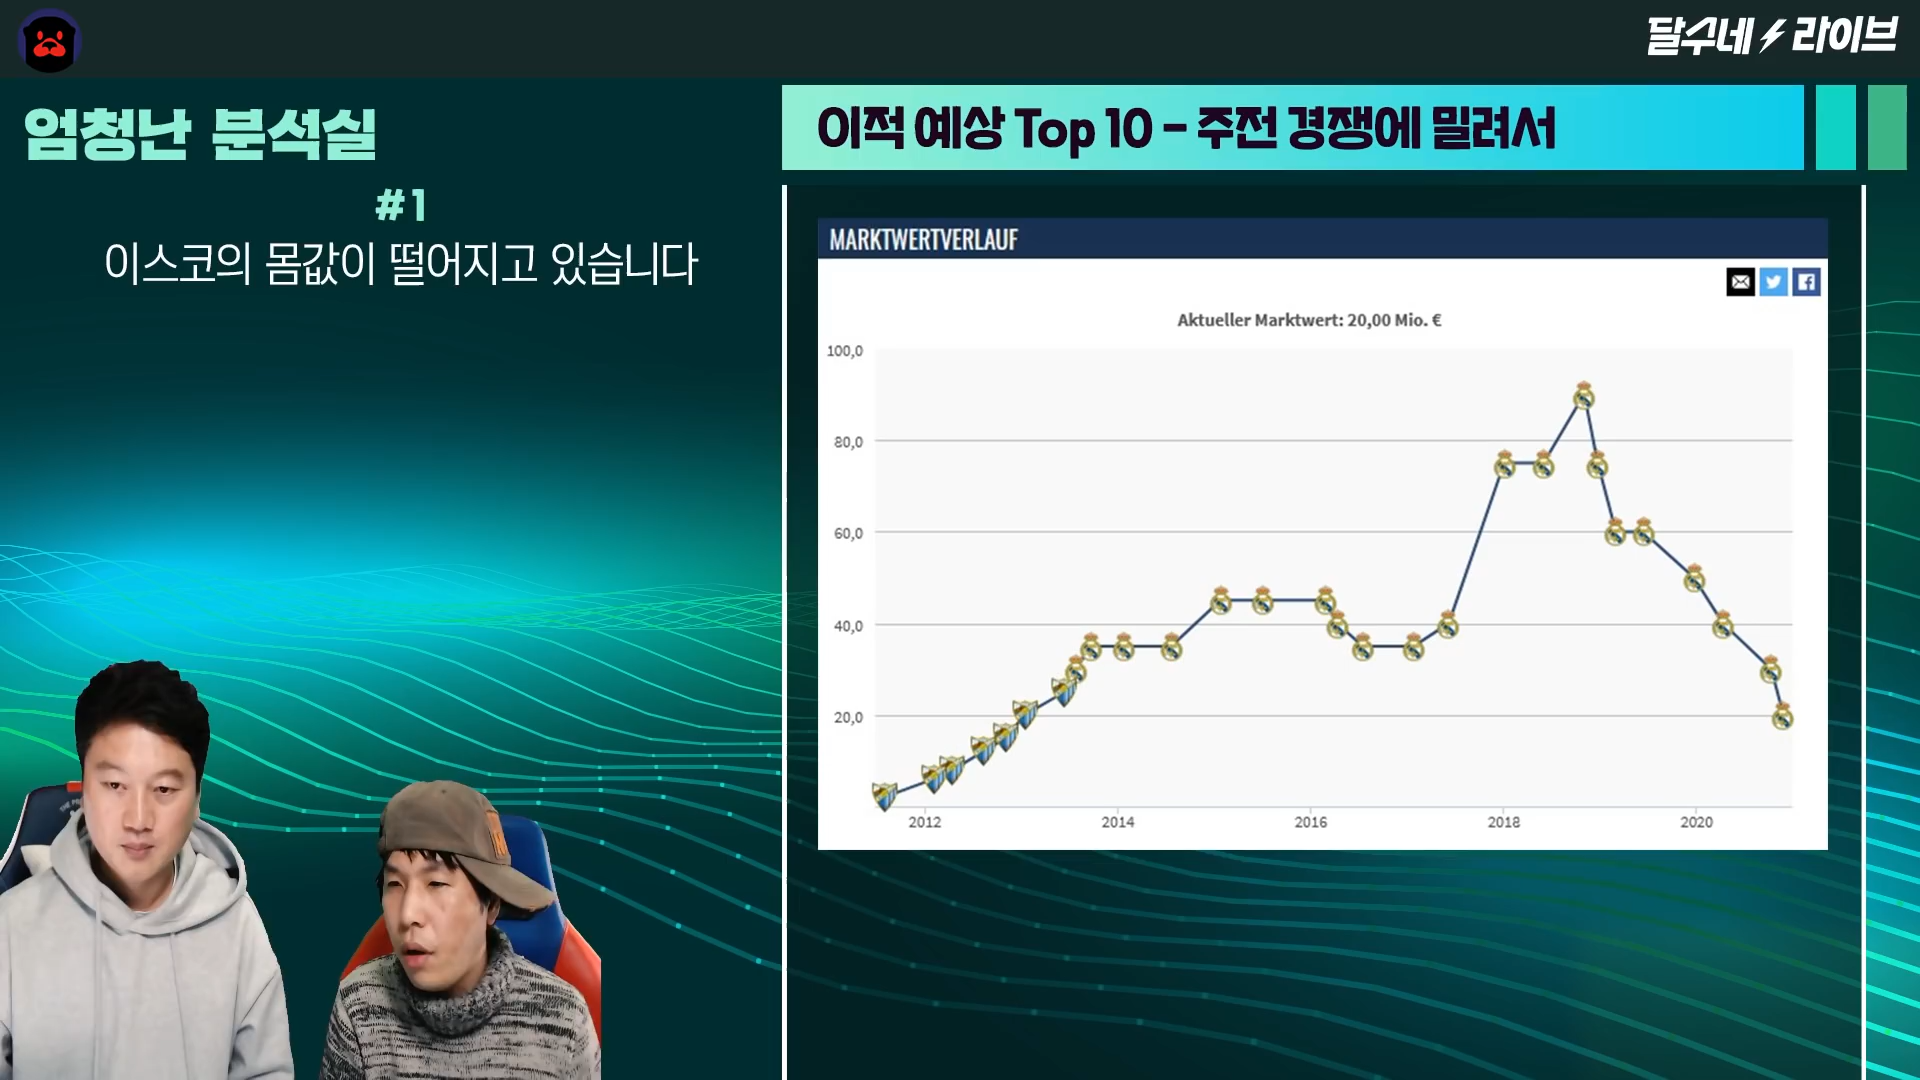 달수네 라이브
엄청난 분석실
이적 예상 Top 10 - 주전 경쟁에 밀려서
#1
이스코의 몸값이 떨어지고 있습니다
MARKTWERTVERLAUF
Aktueller Marktwert: 20,00 Mio. €
100,0
80,0
60,0
40,0
20,0
2012
2014
2016
2018
2020